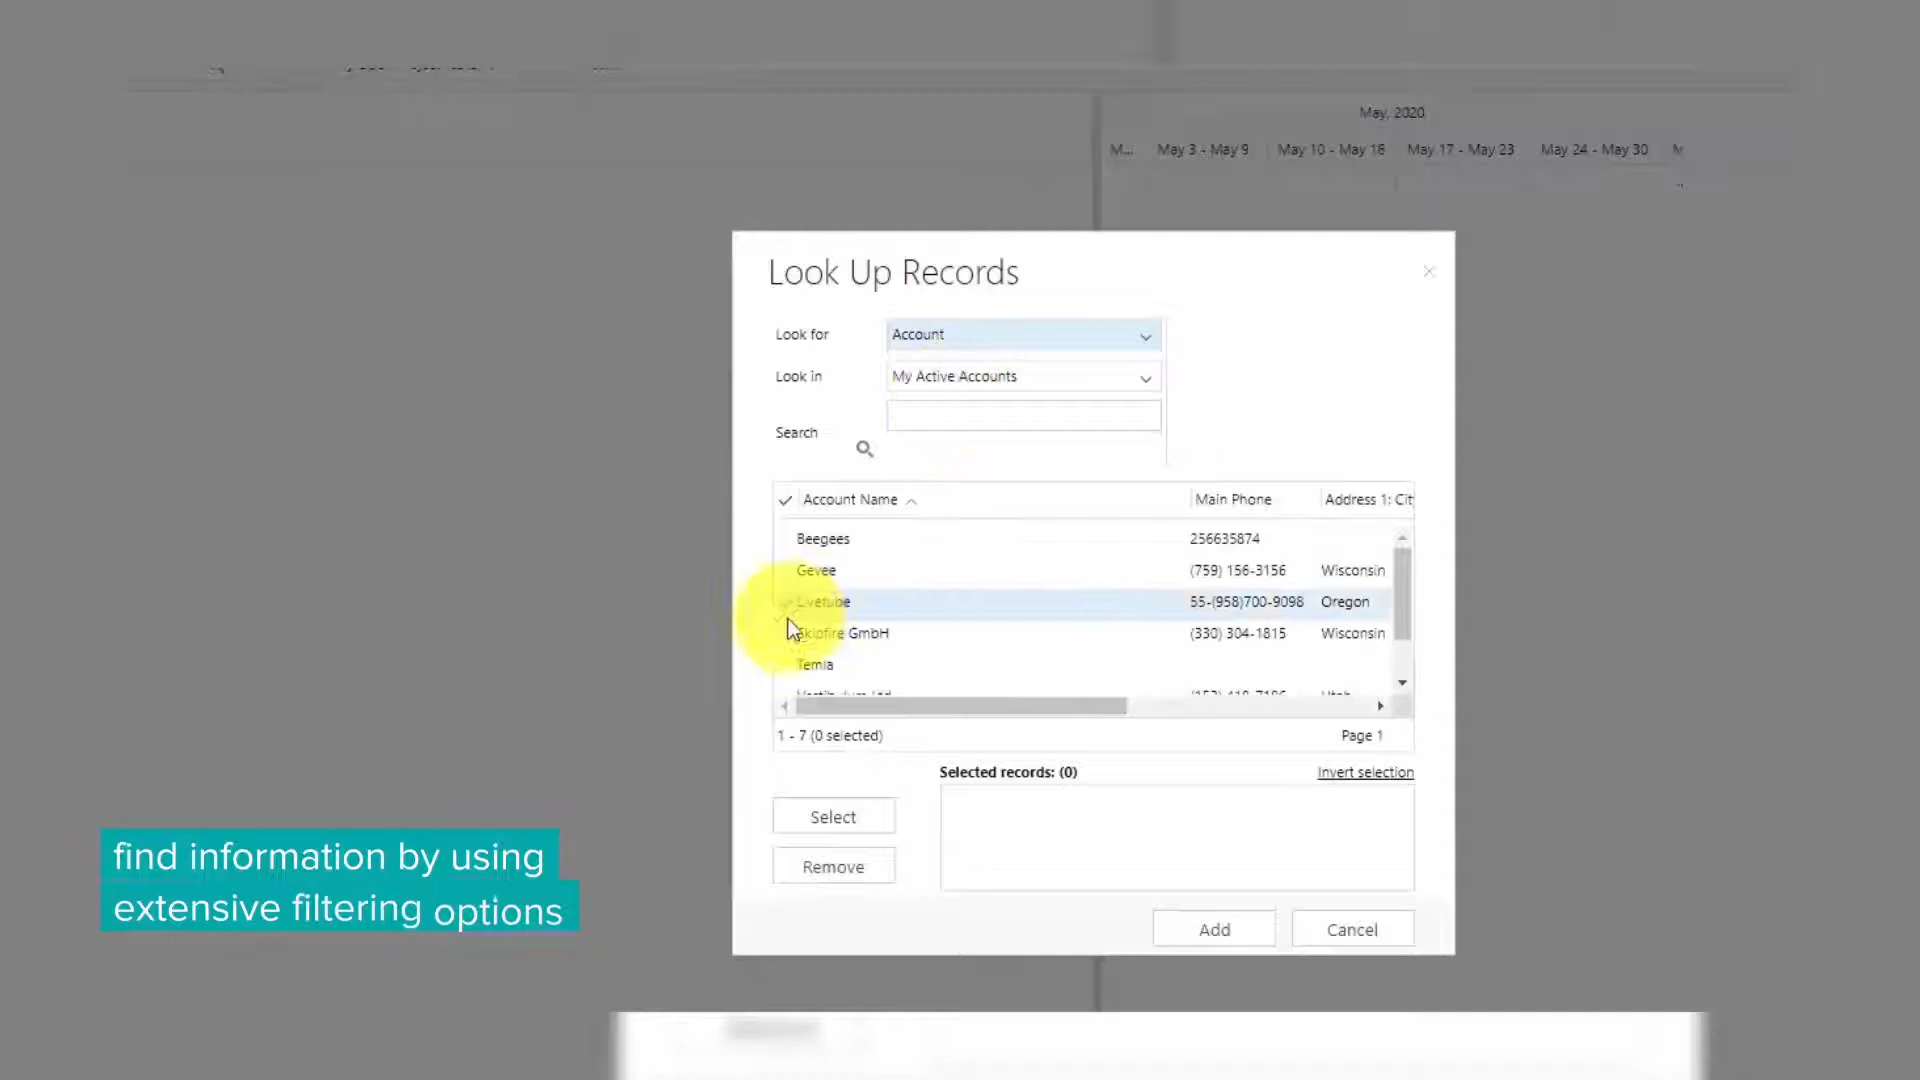 May, 2020
M... May 3 - May 9 May 10 - May 16 May 17 - May 23 May 24 - May 30 M
..
Look Up Records
Look for Account
Look in My Active Accounts
Search
Account Name Main Phone Address 1: Cit
Beegees 256635874
Gevee (759) 156-3156 Wisconsin
Livetube 55-(958)700-9098 Oregon
Skipfire GmbH (330) 304-1815 Wisconsin
Temia
1 - 7 (0 selected) Page 1
Selected records: (0) Invert selection
Select
Remove
Add Cancel
find information by using
extensive filtering options